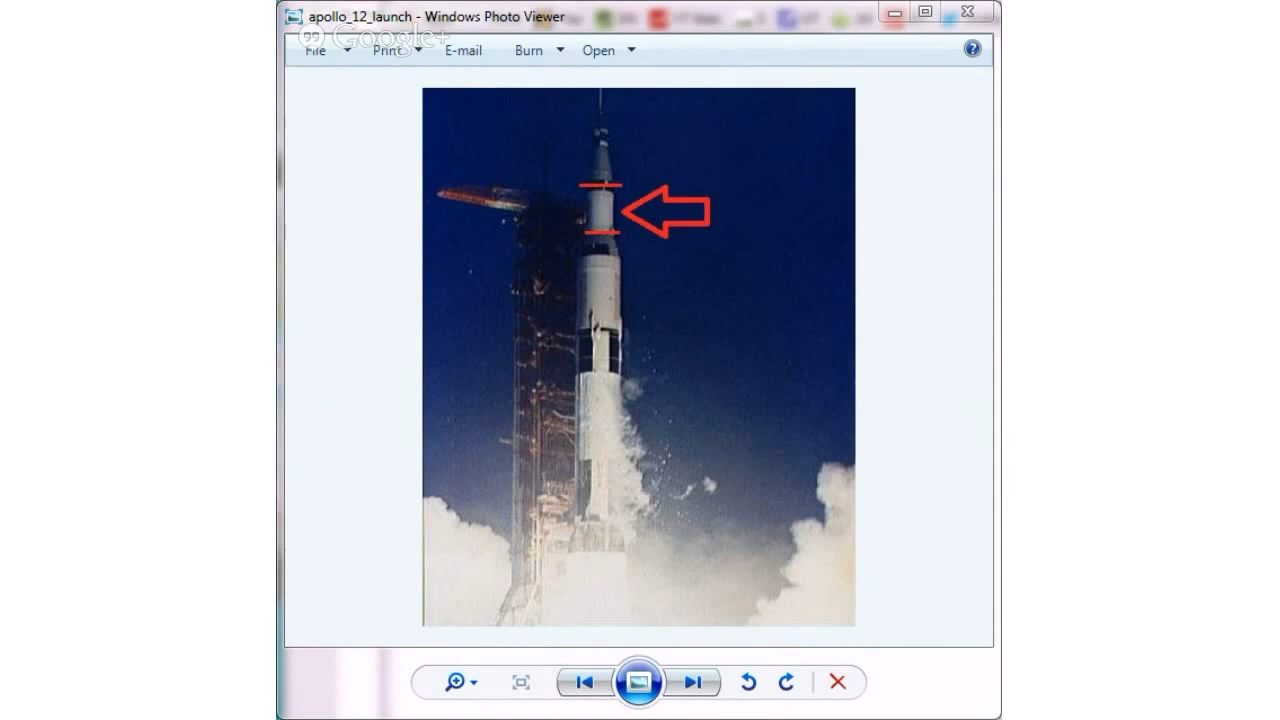 apollo_12_launch - Windows Photo Viewer
Google+
File Print E-mail Burn Open